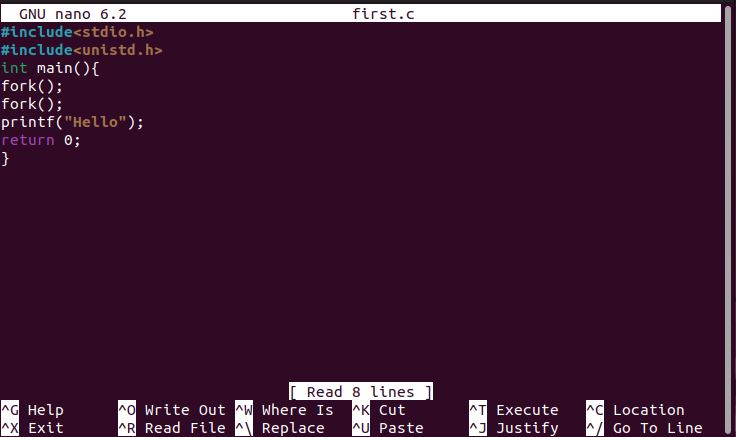 GNU nano 6.2 first.c
#include<stdio.h>
#include<unistd.h>
int main(){
fork();
fork();
printf("Hello");
return 0;
}
[ Read 8 lines ]
^G Help ^O Write Out ^W Where Is ^K Cut ^T Execute ^C Location
^X Exit ^R Read File ^\ Replace ^U Paste ^J Justify ^/ Go To Line